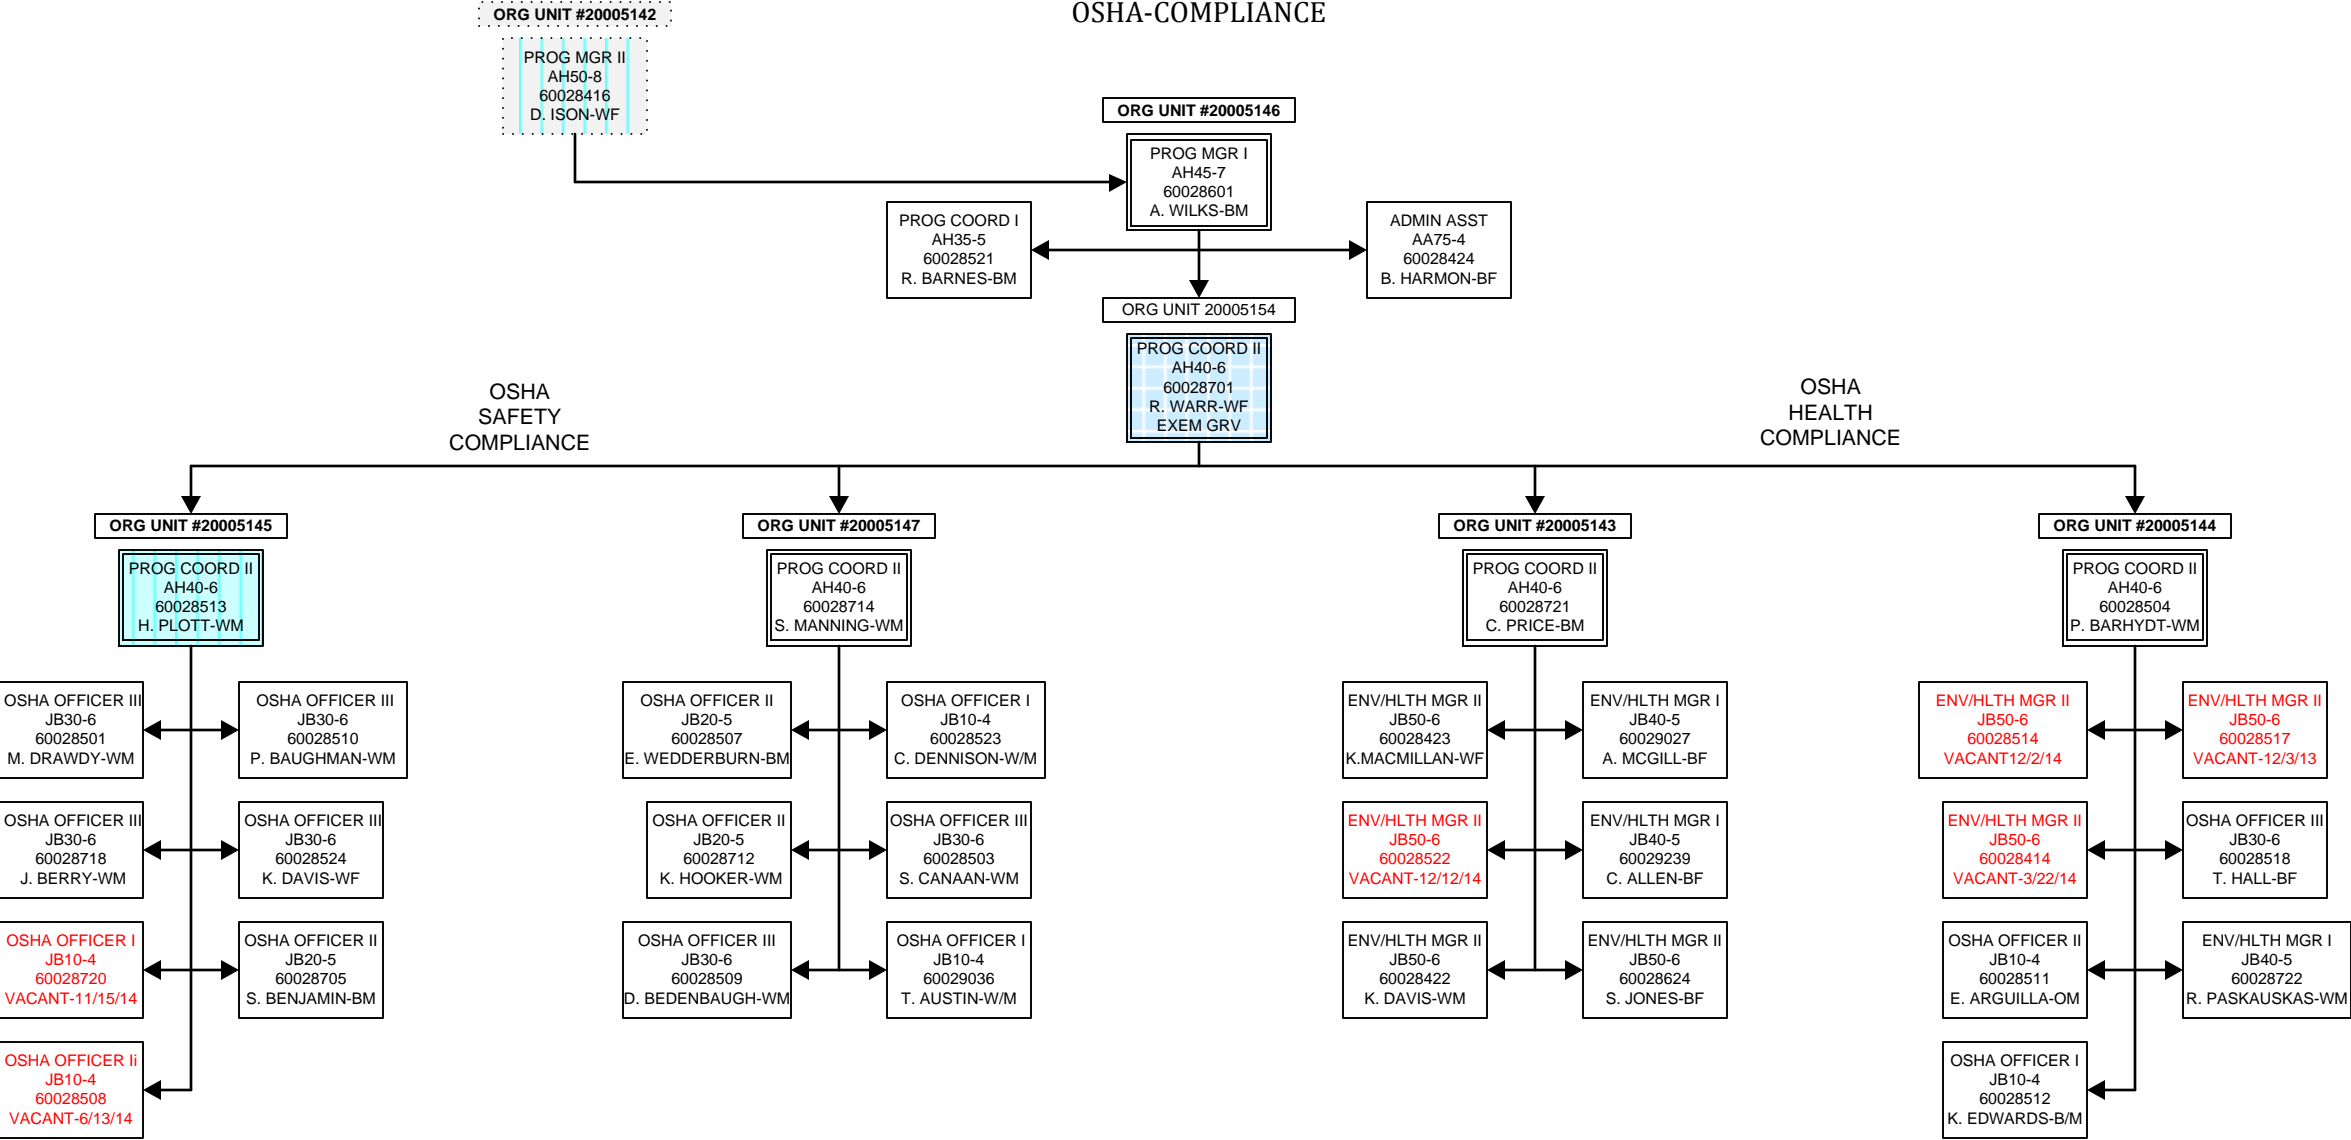 ORG UNIT #20005142
OSHA-COMPLIANCE
PROG MGR II
AH50-8
60028416
D. ISON-WF
ORG UNIT #20005146
PROG MGR I
AH45-7
60028601
A. WILKS-BM
PROG COORD I
AH35-5
60028521
R. BARNES-BM
ADMIN ASST
AA75-4
60028424
B. HARMON-BF
ORG UNIT 20005154
PROG COORD II
AH40-6
60028701
R. WARR-WF
EXEM GRV
OSHA
SAFETY
COMPLIANCE
OSHA
HEALTH
COMPLIANCE
ORG UNIT #20005145
PROG COORD II
AH40-6
60028513
H. PLOTT-WM
OSHA OFFICER III
JB30-6
60028501
M. DRAWDY-WM
OSHA OFFICER III
JB30-6
60028510
P. BAUGHMAN-WM
OSHA OFFICER III
JB30-6
60028718
J. BERRY-WM
OSHA OFFICER III
JB30-6
60028524
K. DAVIS-WF
OSHA OFFICER I
JB10-4
60028720
VACANT-11/15/14
OSHA OFFICER II
JB20-5
60028705
S. BENJAMIN-BM
OSHA OFFICER Ii
JB10-4
60028508
VACANT-6/13/14
ORG UNIT #20005147
PROG COORD II
AH40-6
60028714
S. MANNING-WM
OSHA OFFICER II
JB20-5
60028507
E. WEDDERBURN-BM
OSHA OFFICER I
JB10-4
60028523
C. DENNISON-W/M
OSHA OFFICER II
JB20-5
60028712
K. HOOKER-WM
OSHA OFFICER III
JB30-6
60028503
S. CANAAN-WM
OSHA OFFICER III
JB30-6
60028509
D. BEDENBAUGH-WM
OSHA OFFICER I
JB10-4
60029036
T. AUSTIN-W/M
ORG UNIT #20005143
PROG COORD II
AH40-6
60028721
C. PRICE-BM
ENV/HLTH MGR II
JB50-6
60028423
K.MACMILLAN-WF
ENV/HLTH MGR I
JB40-5
60029027
A. MCGILL-BF
ENV/HLTH MGR II
JB50-6
60028522
VACANT-12/12/14
ENV/HLTH MGR I
JB40-5
60029239
C. ALLEN-BF
ENV/HLTH MGR II
JB50-6
60028422
K. DAVIS-WM
ENV/HLTH MGR II
JB50-6
60028624
S. JONES-BF
ORG UNIT #20005144
PROG COORD II
AH40-6
60028504
P. BARHYDT-WM
ENV/HLTH MGR II
JB50-6
60028514
VACANT12/2/14
ENV/HLTH MGR II
JB50-6
60028517
VACANT-12/3/13
ENV/HLTH MGR II
JB50-6
60028414
VACANT-3/22/14
OSHA OFFICER III
JB30-6
60028518
T. HALL-BF
OSHA OFFICER II
JB10-4
60028511
E. ARGUILLA-OM
ENV/HLTH MGR I
JB40-5
60028722
R. PASKAUSKAS-WM
OSHA OFFICER I
JB10-4
60028512
K. EDWARDS-B/M